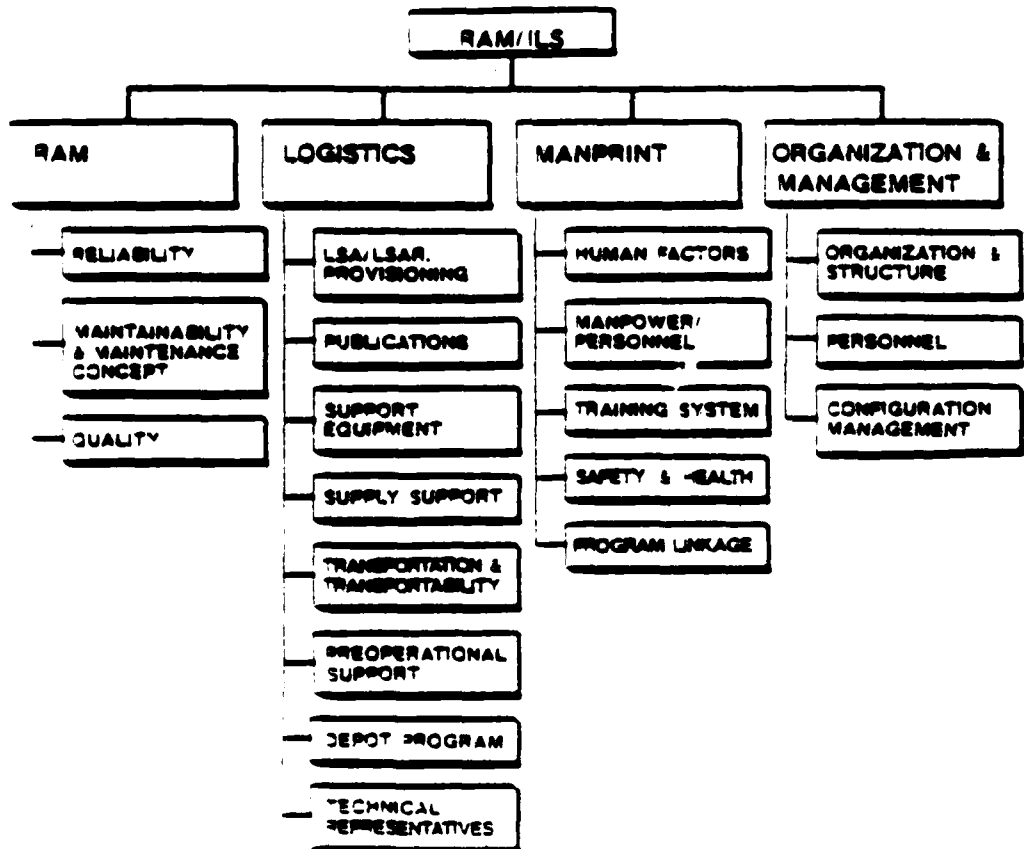 RAM/ILS
RAM
LOGISTICS
MANPRINT
ORGANIZATION &
MANAGEMENT
RELIABILITY
MAINTAINABILITY
& MAINTENANCE
CONCEPT
QUALITY
LSA/LSAR,
PROVISIONING
PUBLICATIONS
SUPPORT
EQUIPMENT
SUPPLY SUPPORT
TRANSPORTATION &
TRANSPORTABILITY
PREOPERATIONAL
SUPPORT
DEPOT PROGRAM
TECHNICAL
REPRESENTATIVES
HUMAN FACTORS
MANPOWER/
PERSONNEL
TRAINING SYSTEM
SAFETY & HEALTH
PROGRAM LINKAGE
ORGANIZATION &
STRUCTURE
PERSONNEL
CONFIGURATION
MANAGEMENT